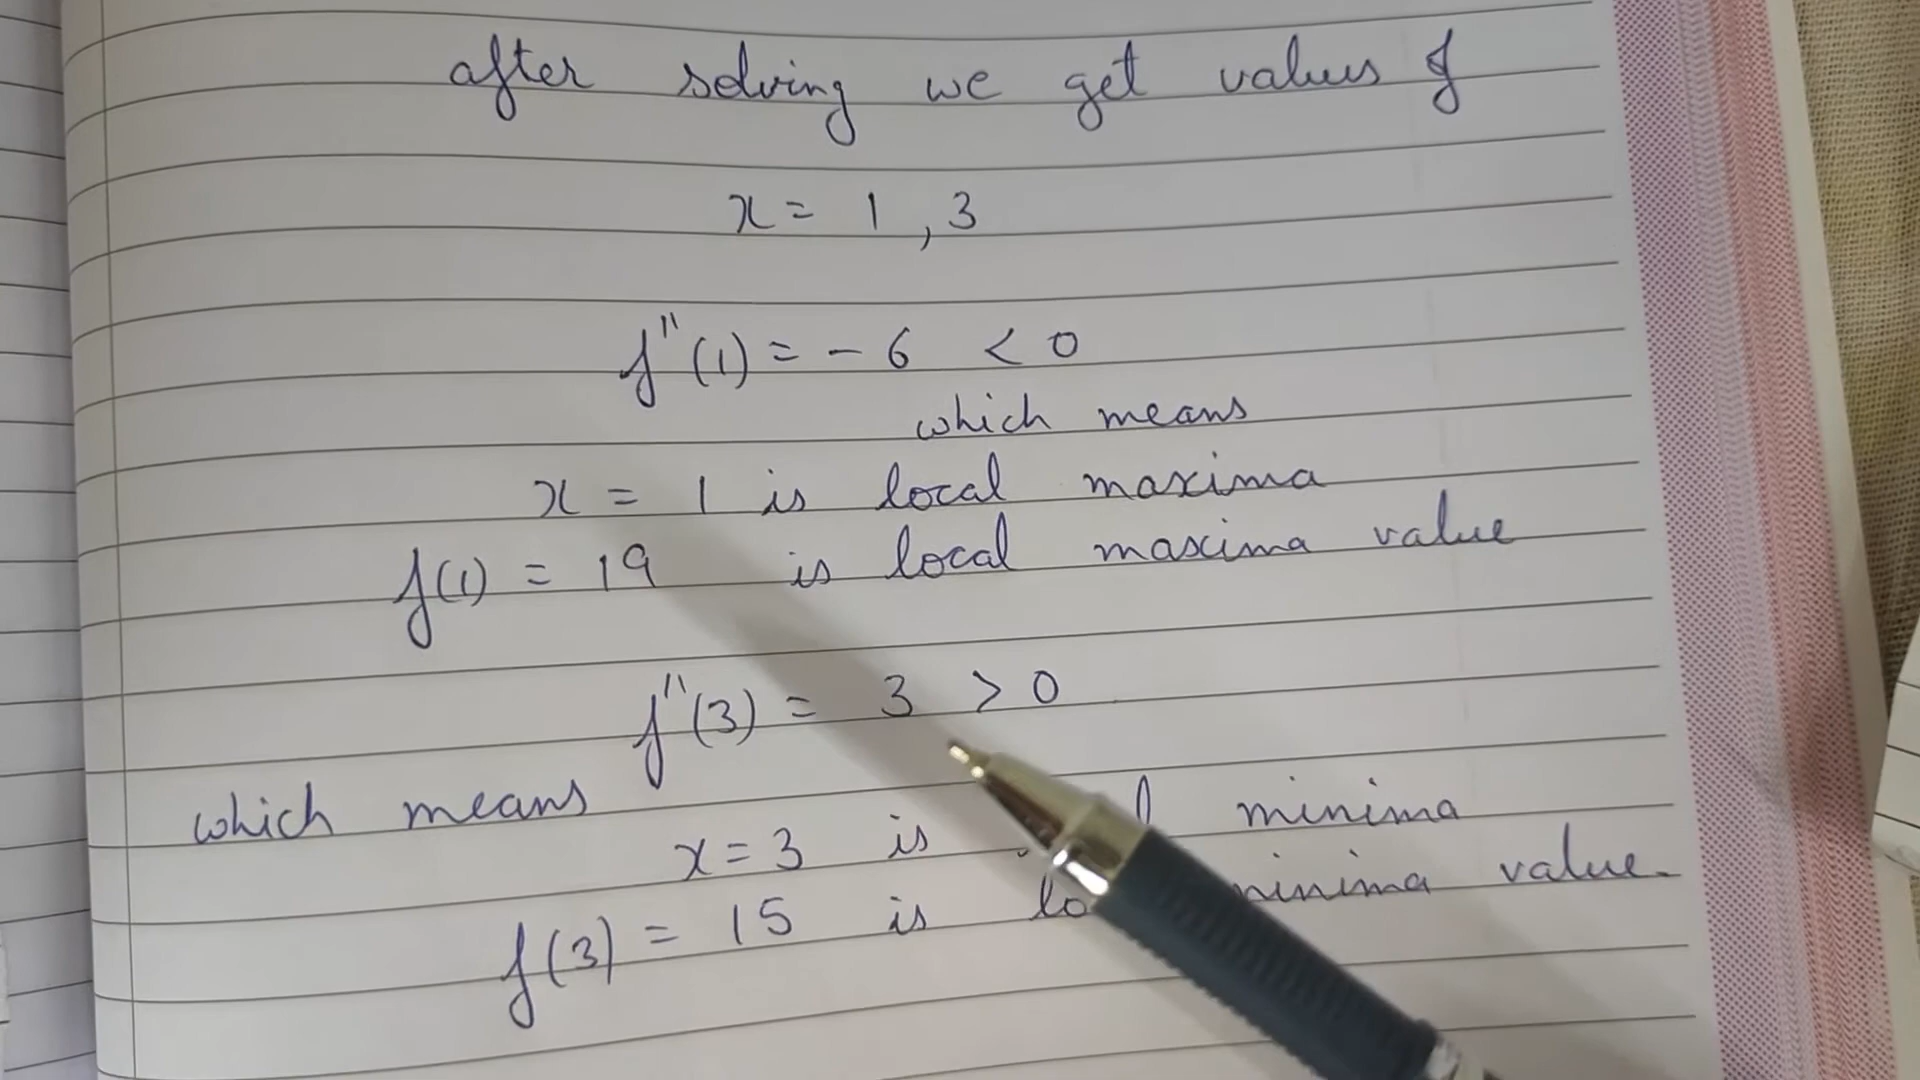 after solving we get values of
x = 1 , 3
f''(1) = - 6 < 0
which means
x = 1 is local maxima
f(1) = 19 is local maxima value
f''(3) = 3 > 0
which means
x = 3 is minima
f(3) = 15 is value.